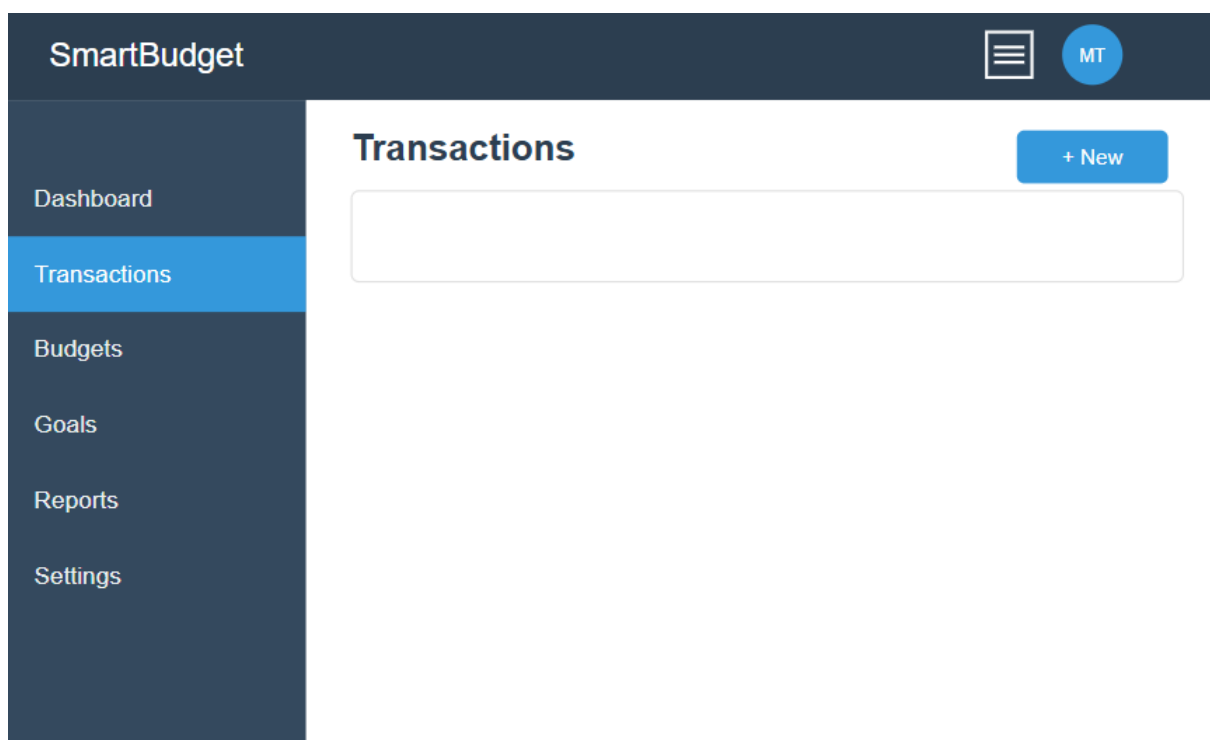 SmartBudget
MT
Transactions
+ New
Dashboard
Transactions
Budgets
Goals
Reports
Settings